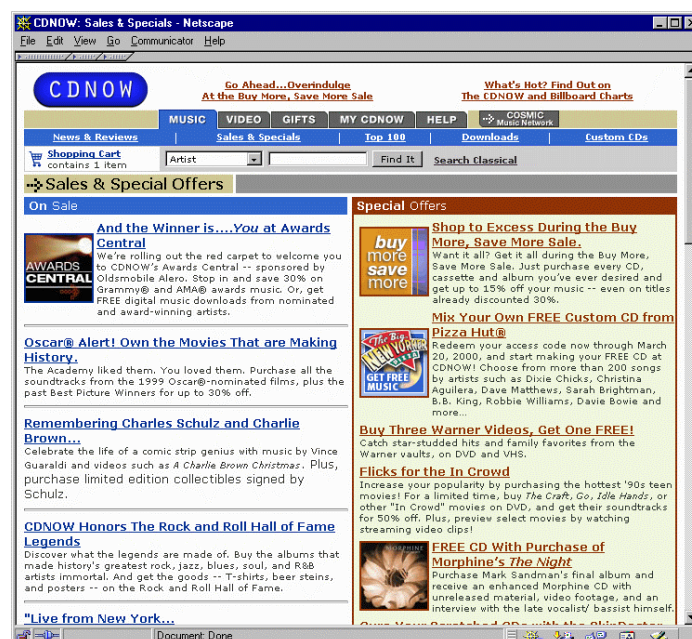 CDNOW: Sales & Specials - Netscape
File Edit View Go Communicator Help
CDNOW
Go Ahead...Overindulge
At the Buy More, Save More Sale
What's Hot? Find Out on
The CDNOW and Billboard Charts
MUSIC VIDEO GIFTS MY CDNOW HELP COSMIC
Music Network
News & Reviews | Sales & Specials | Top 100 | Downloads | Custom CDs
Shopping Cart
contains 1 item
Artist Find It Search Classical
Sales & Special Offers
On Sale
AWARDS
CENTRAL
And the Winner is....You at Awards
Central
We're rolling out the red carpet to welcome you
to CDNOW's Awards Central -- sponsored by
Oldsmobile Alero. Stop in and save 30% on
Grammy® and AMA® awards music. Or, get
FREE digital music downloads from nominated
and award-winning artists.
Oscar® Alert! Own the Movies That are Making
History.
The Academy liked them. You loved them. Purchase all the
soundtracks from the 1999 Oscar®-nominated films, plus the
past Best Picture Winners for up to 30% off.
Remembering Charles Schulz and Charlie
Brown...
Celebrate the life of a comic strip genius with music by Vince
Guaraldi and videos such as A Charlie Brown Christmas. Plus,
purchase limited edition collectibles signed by
Schulz.
CDNOW Honors The Rock and Roll Hall of Fame
Legends
Discover what the legends are made of. Buy the albums that
made history's greatest rock, jazz, blues, soul, and R&B
artists immortal. And get the goods -- T-shirts, beer steins,
and posters -- on the Rock and Roll Hall of Fame.
"Live from New York...
Special Offers
buy
more
save
more
Shop to Excess During the Buy
More, Save More Sale.
Want it all? Get it all during the Buy More,
Save More Sale. Just purchase every CD,
cassette and album you've ever desired and
get up to 15% off your music -- even on titles
already discounted 30%.
The Big
NEW YORKER
GET FREE
MUSIC
Mix Your Own FREE Custom CD from
Pizza Hut®
Redeem your access code now through March
20, 2000, and start making your FREE CD at
CDNOW! Choose from more than 200 songs
by artists such as Dixie Chicks, Christina
Aguilera, Dave Matthews, Sarah Brightman,
B.B. King, Robbie Williams, Davie Bowie and
more...
Buy Three Warner Videos, Get One FREE!
Catch star-studded hits and family favorites from the
Warner vaults, on DVD and VHS.
Flicks for the In Crowd
Increase your popularity by purchasing the hottest '90s teen
movies! For a limited time, buy The Craft, Go, Idle Hands, or
other "In Crowd" movies on DVD, and get their soundtracks
for 50% off. Plus, preview select movies by watching
streaming video clips!
MORPHINE
FREE CD With Purchase of
Morphine's The Night
Purchase Mark Sandman's final album and
receive an enhanced Morphine CD with
unreleased material, video footage, and an
interview with the late vocalist/ bassist himself.
Cure Your Scratched CDs with the SkinDoctor
Document: Done